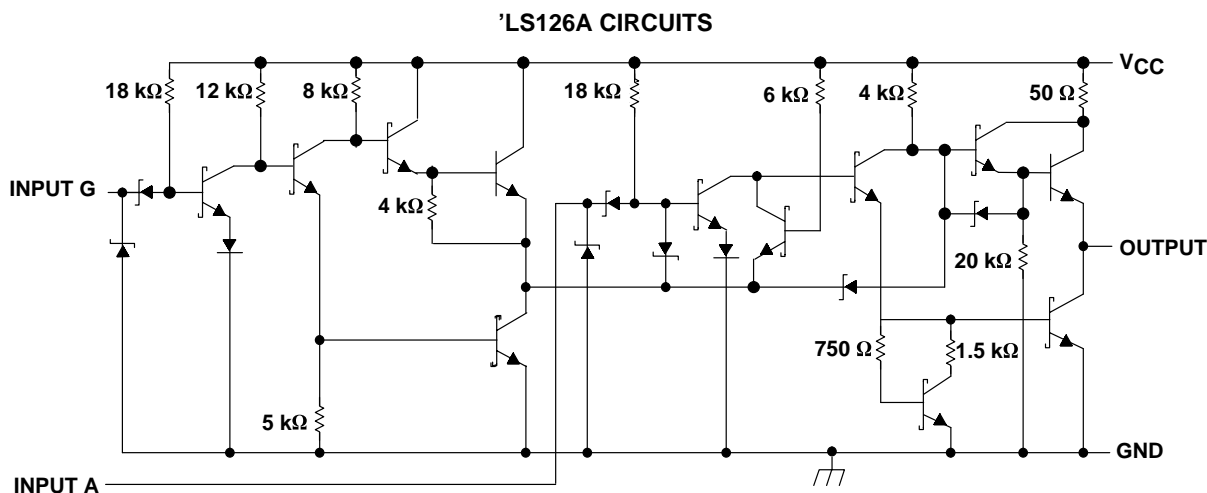 ’LS126A CIRCUITS
VCC
18 kΩ
12 kΩ
8 kΩ
18 kΩ
6 kΩ
4 kΩ
50 Ω
INPUT G
4 kΩ
20 kΩ
OUTPUT
750 Ω
1.5 kΩ
5 kΩ
GND
INPUT A